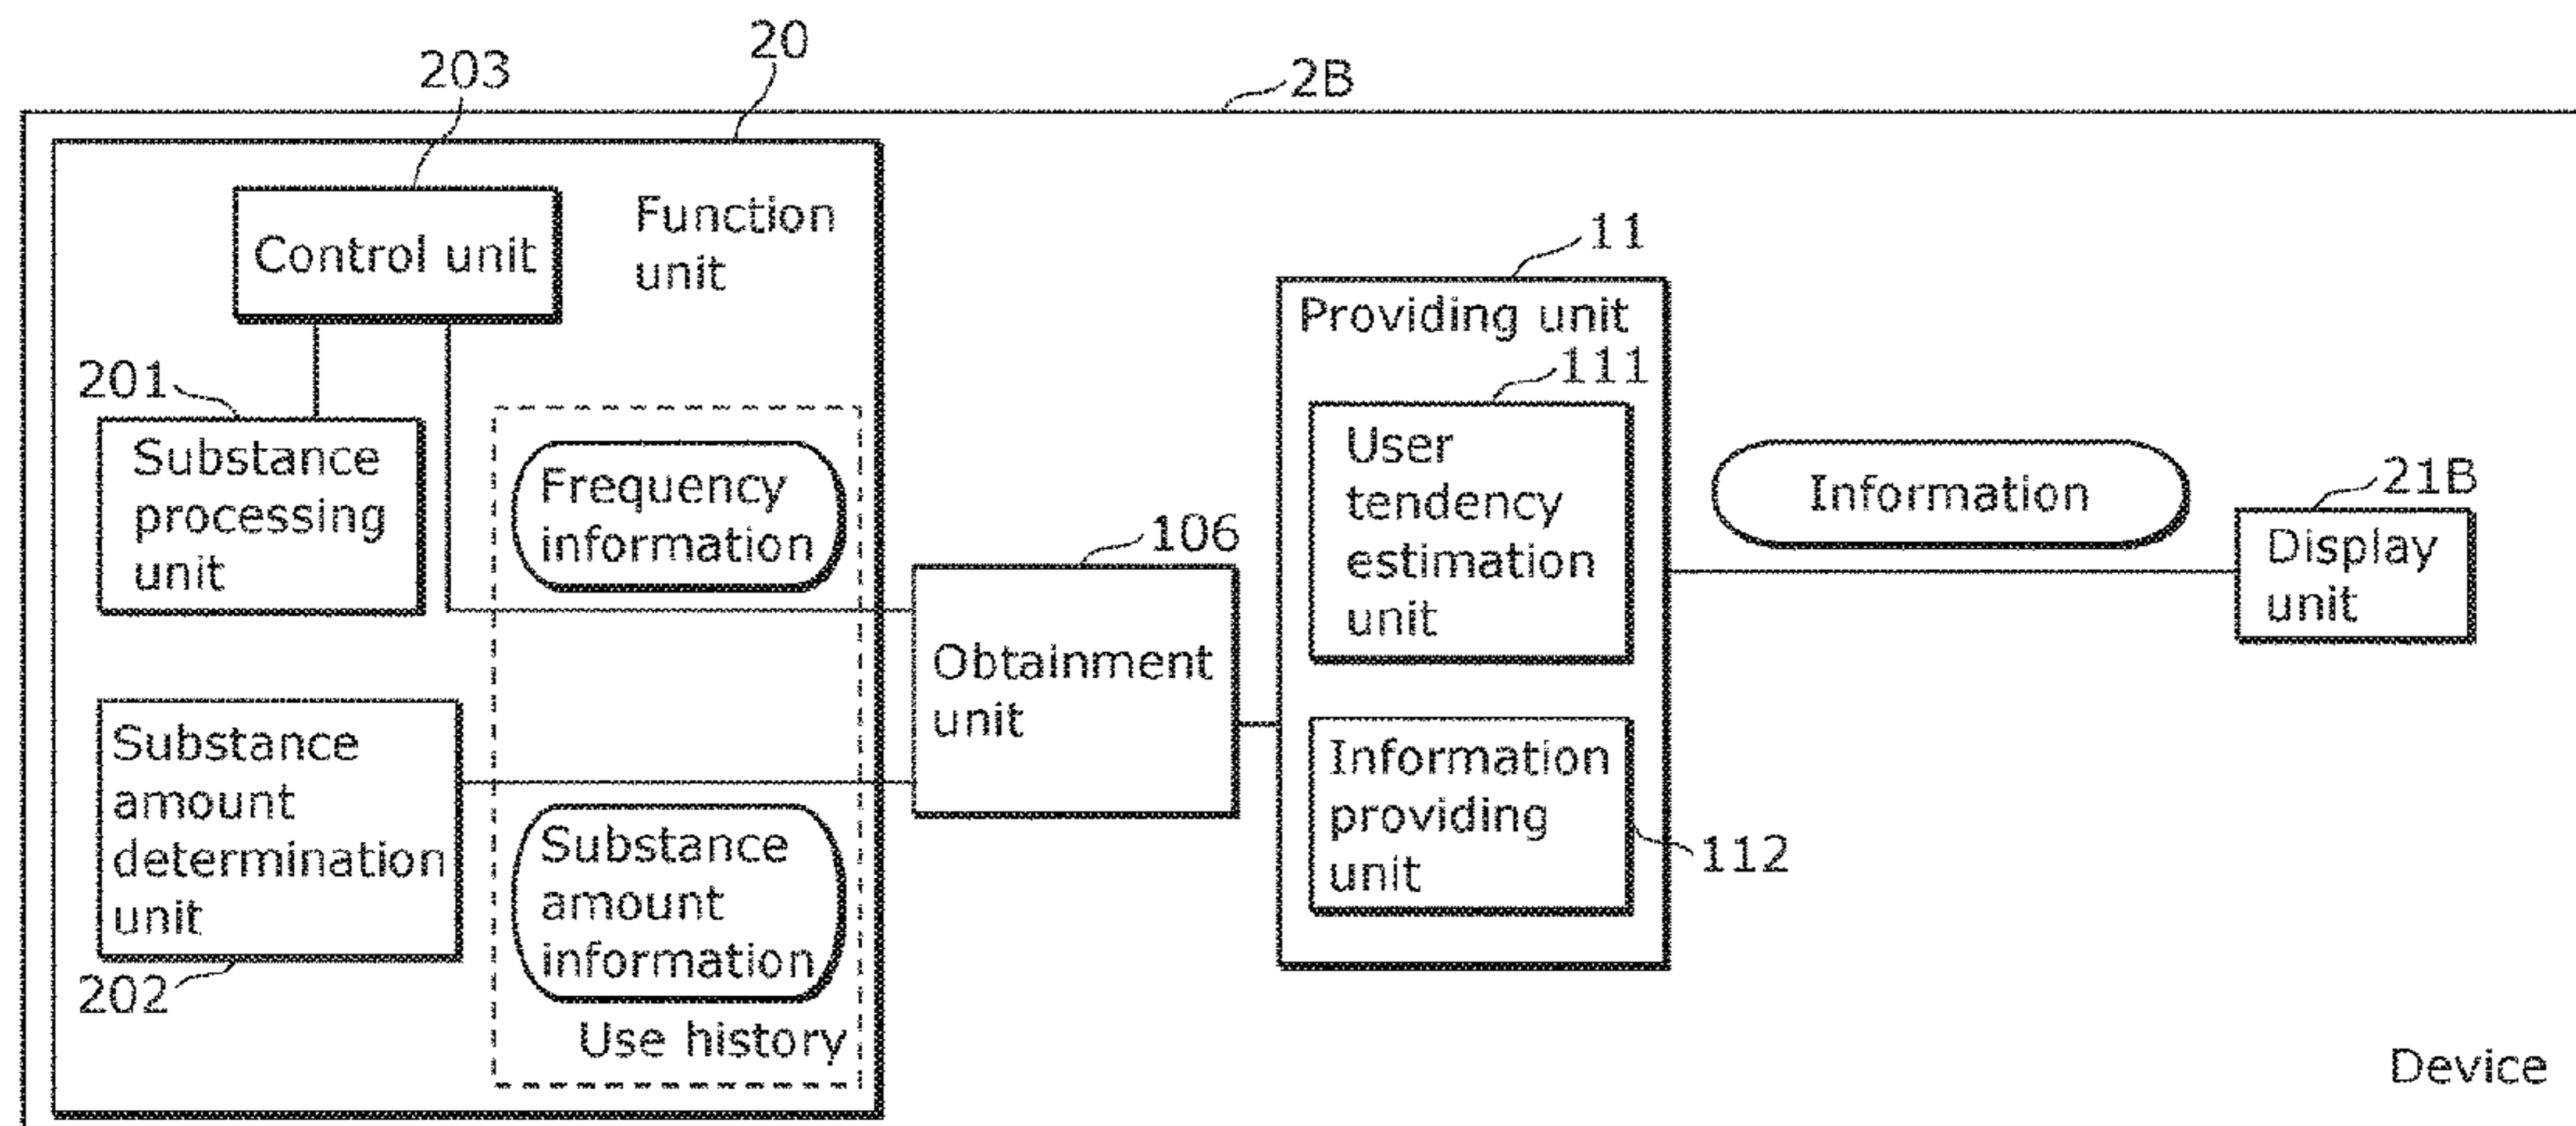 20
203
2B
Control unit
Function
unit
11
Providing unit
201
111
Substance
processing
unit
Frequency
information
User
tendency
estimation
unit
Information
21B
Display
unit
106
Obtainment
unit
Substance
amount
determination
unit
202
Substance
amount
information
Use history
Information
providing
unit
112
Device